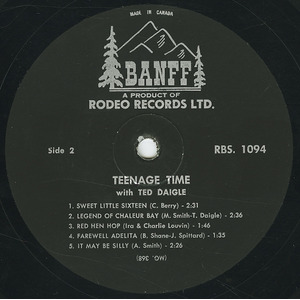 MADE IN CANADA
BANFF
A PRODUCT OF
RODEO RECORDS LTD.
Side 2
RBS. 1094
TEENAGE TIME
with TED DAIGLE
1. SWEET LITTLE SIXTEEN (C. Berry) - 2:31
2. LEGEND OF CHALEUR BAY (M. Smith-T. Daigle) - 2:36
3. RED HEN HOP (Ira & Charlie Louvin) - 1:46
4. FAREWELL ADELITA (B. Shane-J. Spittard) - 1:35
5. IT MAY BE SILLY (A. Smith) - 2:26
(MO. 368)